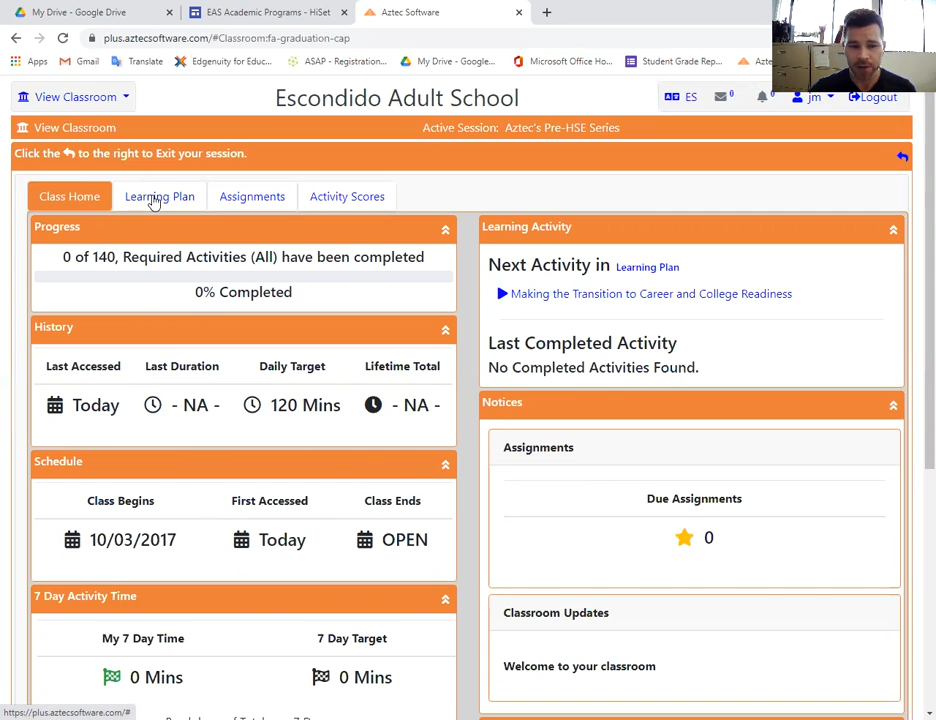 My Drive - Google Drive
EAS Academic Programs - HiSet
Aztec Software
plus.aztecsoftware.com/#Classroom:fa-graduation-cap
Apps Gmail Translate Edgenuity for Educ... ASAP - Registration... My Drive - Google... Microsoft Office Ho... Student Grade Rep...
View Classroom
Escondido Adult School
ES 0 0 jm Logout
View Classroom
Active Session: Aztec's Pre-HSE Series
Click the to the right to Exit your session.
Class Home Learning Plan Assignments Activity Scores
Progress
0 of 140, Required Activities (All) have been completed
0% Completed
History
Last Accessed Last Duration Daily Target Lifetime Total
Today - NA - 120 Mins - NA -
Schedule
Class Begins First Accessed Class Ends
10/03/2017 Today OPEN
7 Day Activity Time
My 7 Day Time 7 Day Target
0 Mins 0 Mins
Learning Activity
Next Activity in Learning Plan
Making the Transition to Career and College Readiness
Last Completed Activity
No Completed Activities Found.
Notices
Assignments
Due Assignments
0
Classroom Updates
Welcome to your classroom
https://plus.aztecsoftware.com/#